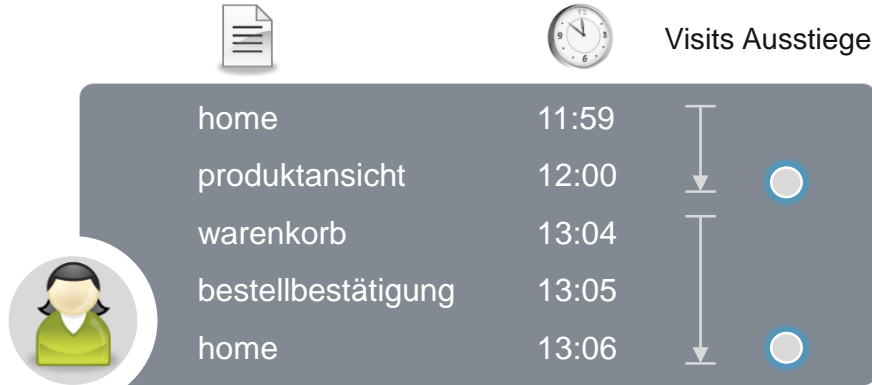 Visits Ausstiege
home 11:59
produktansicht 12:00
warenkorb 13:04
bestellbestätigung 13:05
home 13:06